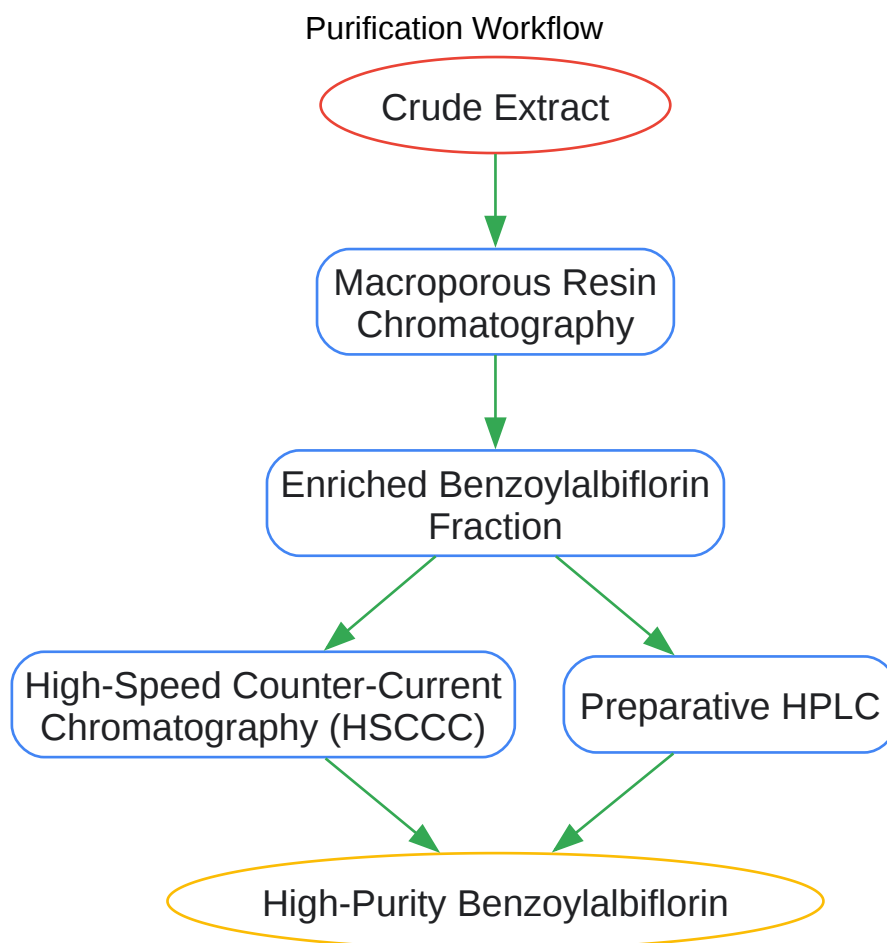 Purification Workflow
Crude Extract
Macroporous Resin
Chromatography
Enriched Benzoylalbiflorin
Fraction
High-Speed Counter-Current
Chromatography (HSCCC)
Preparative HPLC
High-Purity Benzoylalbiflorin